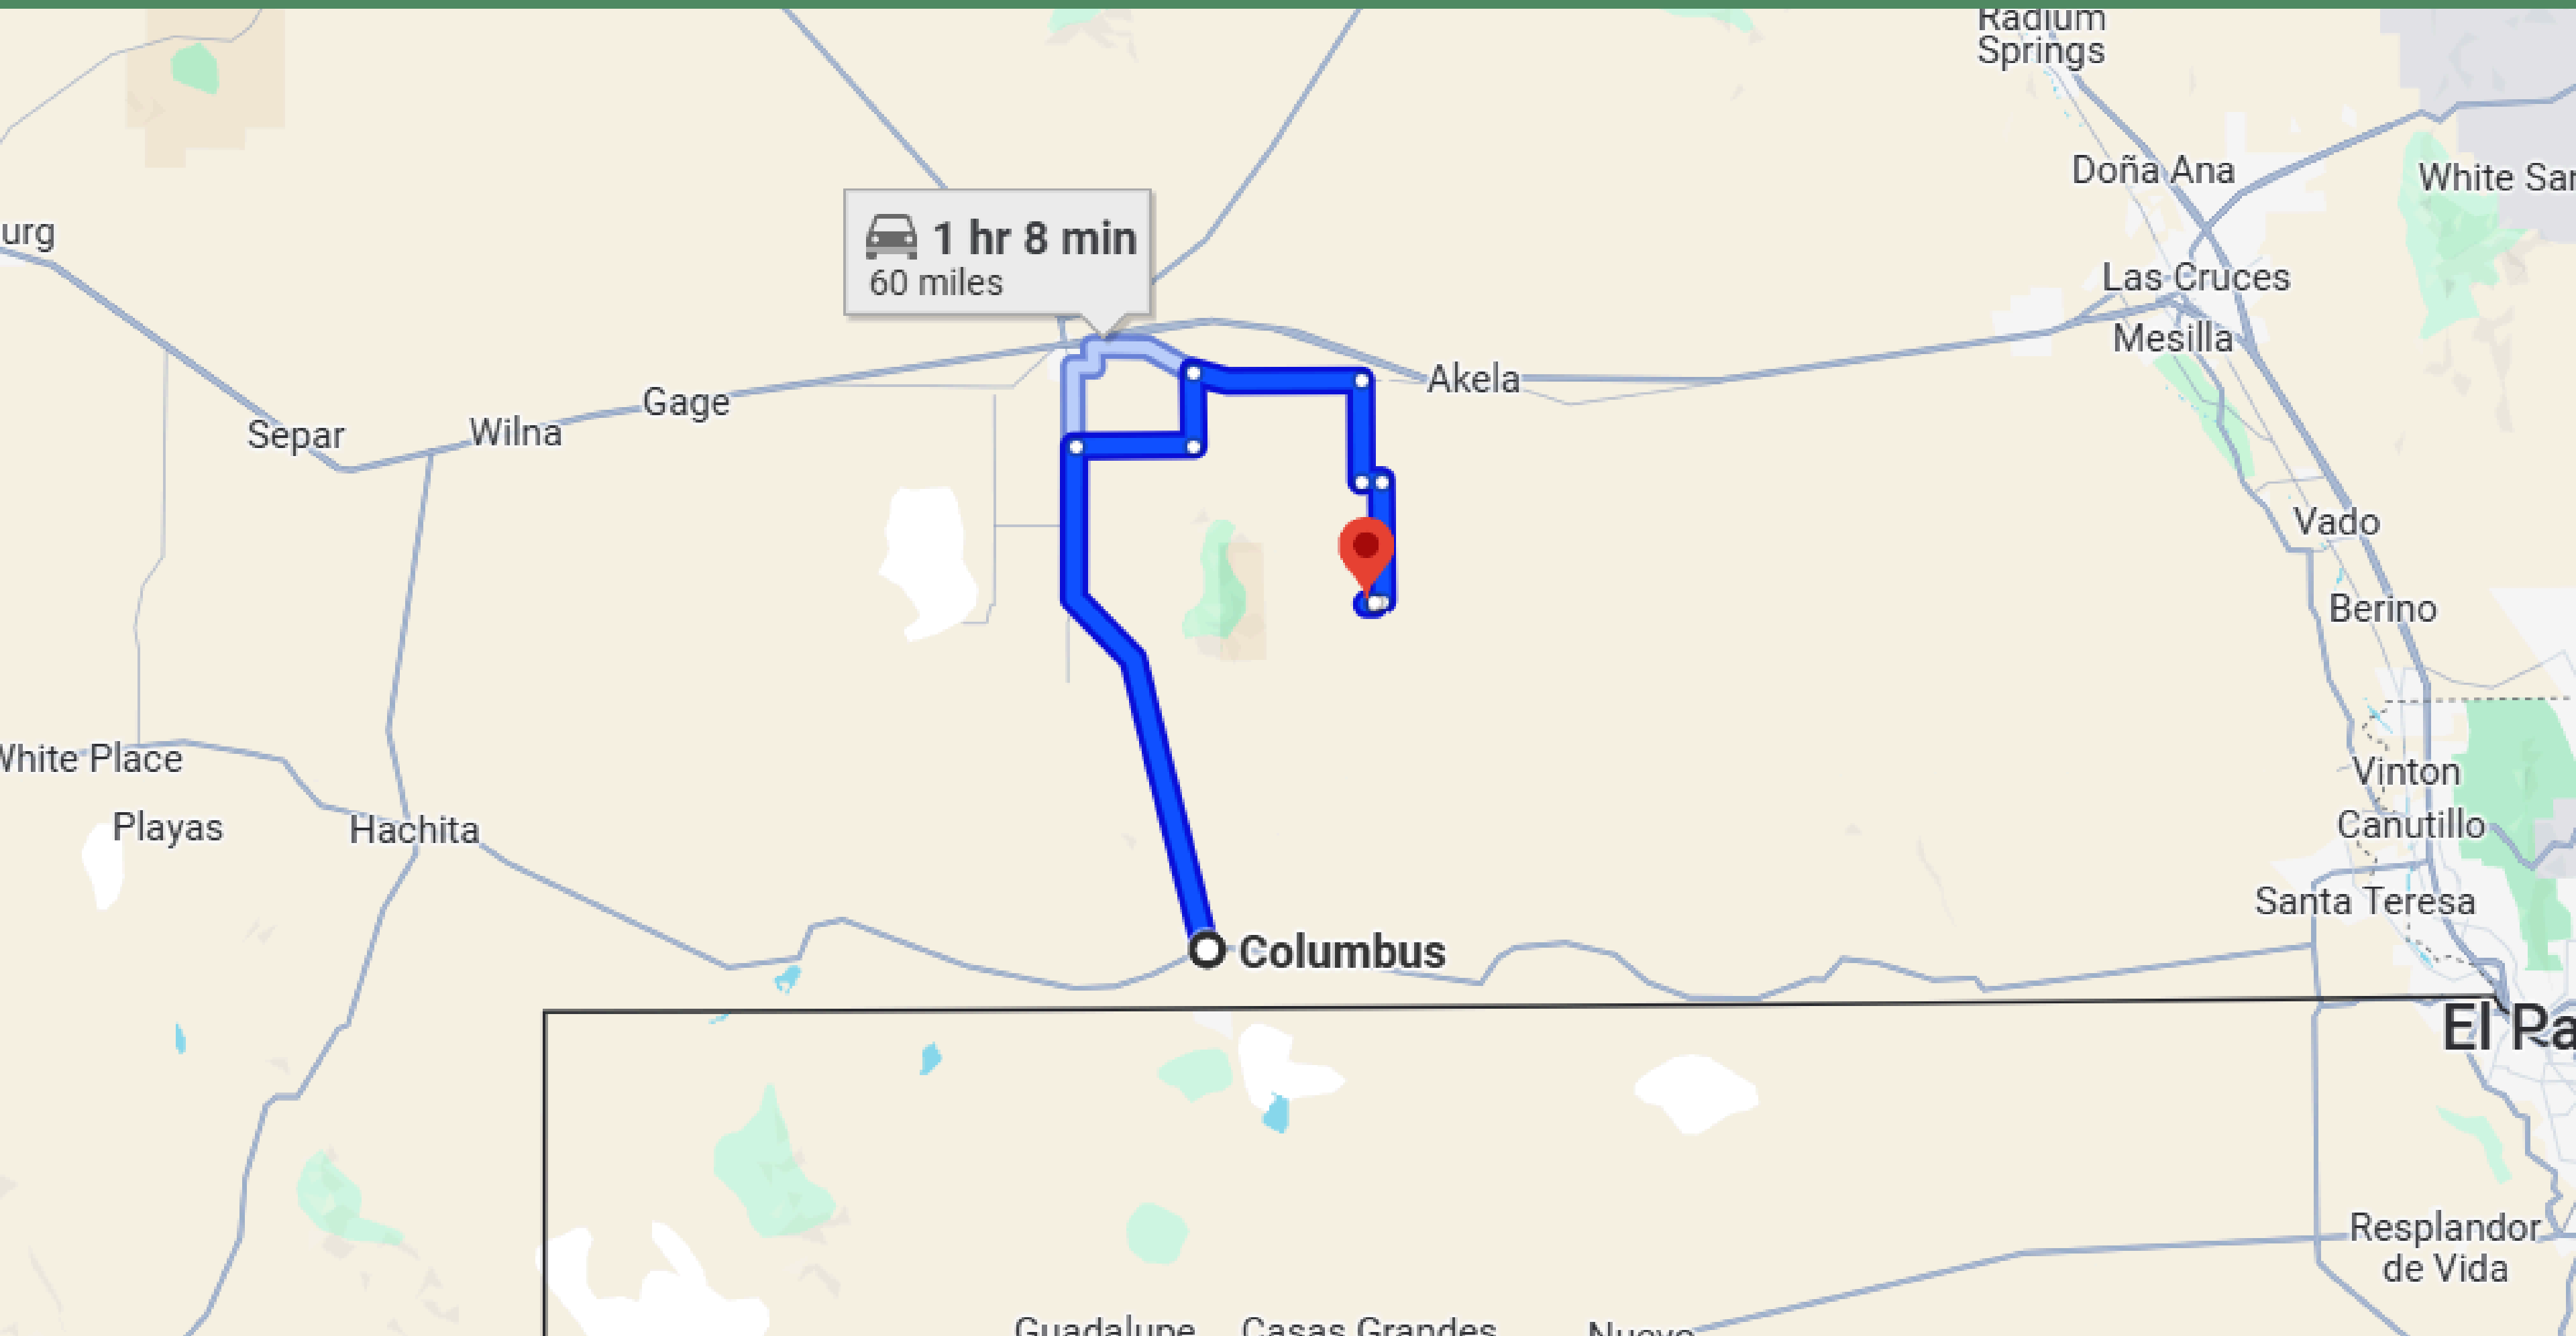 Radium
Springs
Doña Ana
White San
urg
1 hr 8 min
60 miles
Las Cruces
Mesilla
Akela
Gage
Wilna
Separ
Vado
Berino
White Place
Vinton
Playas
Hachita
Canutillo
Santa Teresa
Columbus
El Pa
Resplandor
de Vida
Guadalupe
Casas Grandes
Nuevo